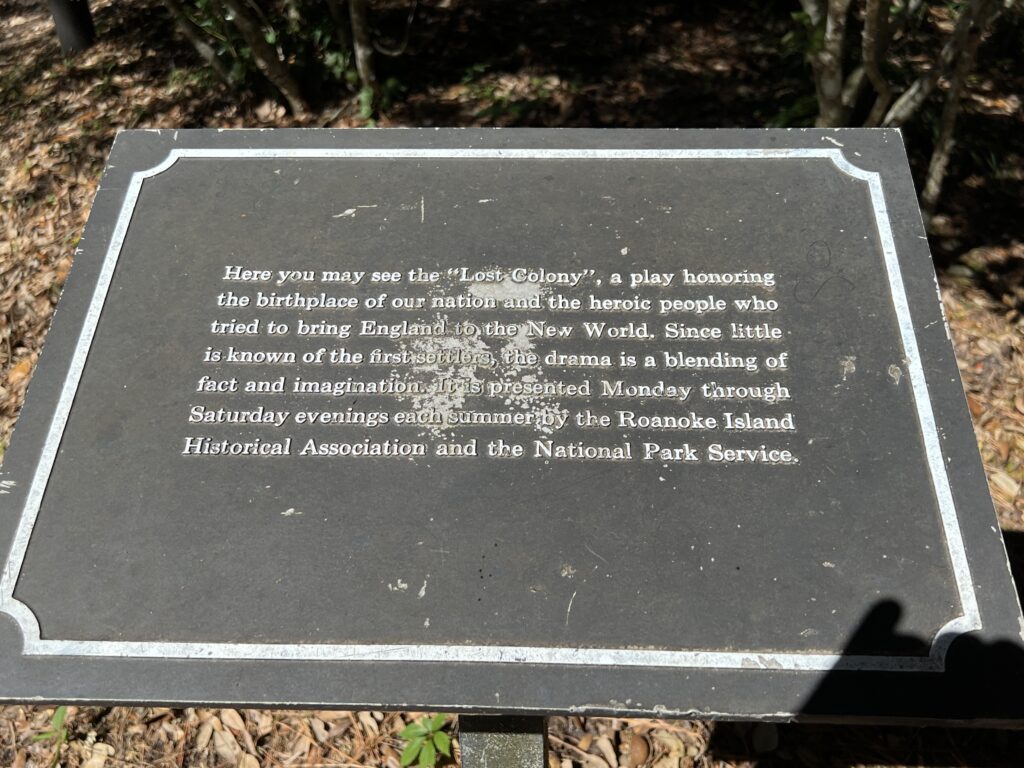 Here you may see the "Lost Colony", a play honoring
the birthplace of our nation and the heroic people who
tried to bring England to the New World. Since little
is known of the first settlers, the drama is a blending of
fact and imagination. It is presented Monday through
Saturday evenings each summer by the Roanoke Island
Historical Association and the National Park Service.